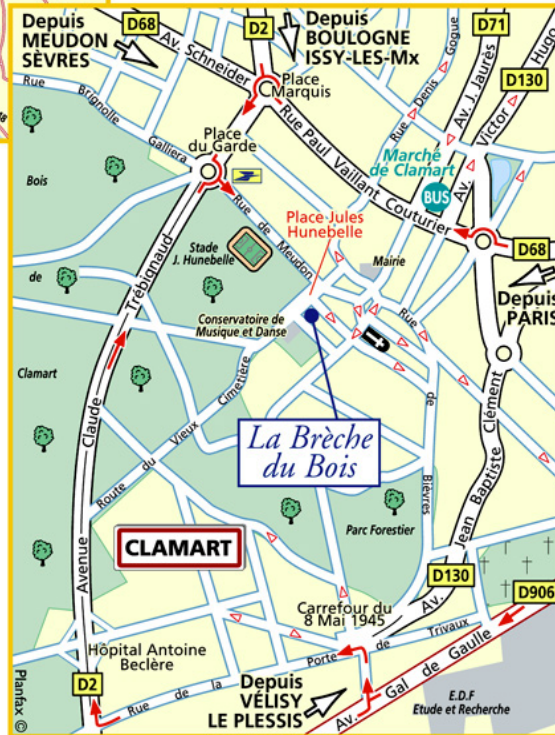 Depuis
MEUDON
SÈVRES
D68
D2
Depuis
BOULOGNE
ISSY-LES-Mx
D71
D130
Av. Schneider
Place
Marquis
Rue Denis Gogue
Av. J. Jaurès
Av. Victor Hugo
Rue Brignolle Galliera
Place
du Garde
Rue Paul Vaillant Couturier
Marché
de Clamart
BUS
Bois
de
Clamart
Rue de Meudon
Place Jules
Hunebelle
Stade
J. Hunebelle
Mairie
D68
Depuis
PARIS
Conservatoire de
Musique et Danse
Avenue Claude Trébignaud
Rue de Bièvres
Route du Vieux Cimetière
La Brèche
du Bois
Av. Jean Baptiste Clément
Parc Forestier
CLAMART
D130
D906
Carrefour du
8 Mai 1945
Hôpital Antoine
Beclère
D2
Rue de la Porte de Trivaux
Depuis
VÉLISY
LE PLESSIS
Av. Gal de Gaulle
E.D.F
Etude et Recherche
Planfax ©